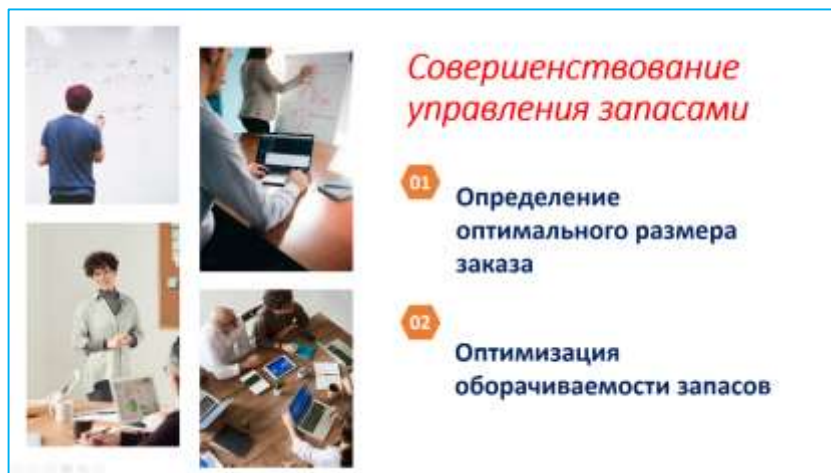 Совершенствование
управления запасами
01
Определение
оптимального размера
заказа
02
Оптимизация
оборачиваемости запасов